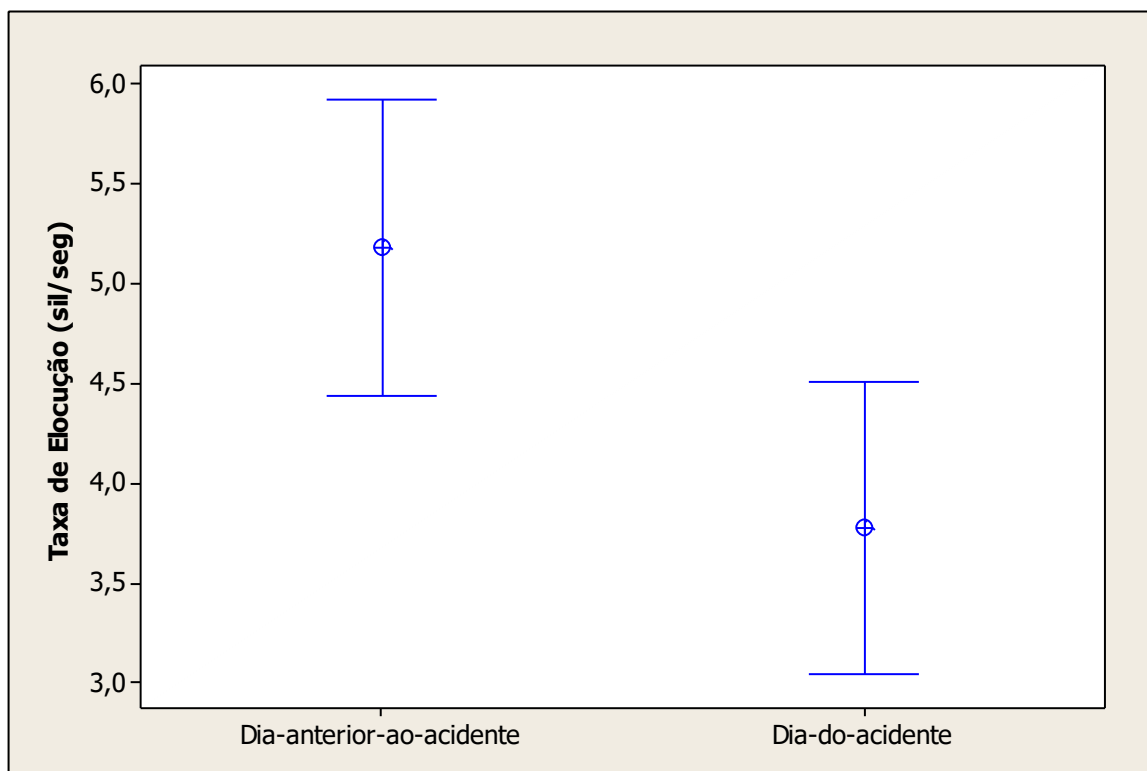 Taxa de Elocução (sil/seg)
6,0
5,5
5,0
4,5
4,0
3,5
3,0
Dia-anterior-ao-acidente
Dia-do-acidente